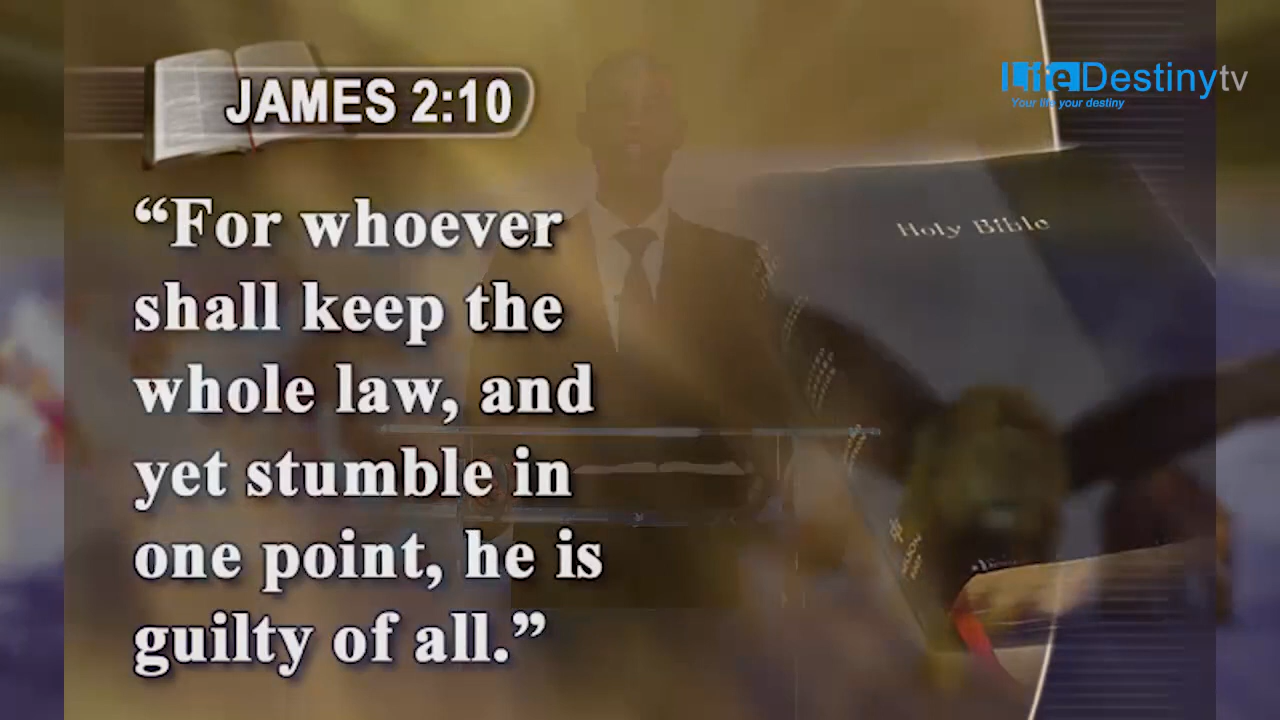 JAMES 2:10
LifeDestinytv
Your life your destiny
Holy Bible
“For whoever
shall keep the
whole law, and
yet stumble in
one point, he is
guilty of all.”